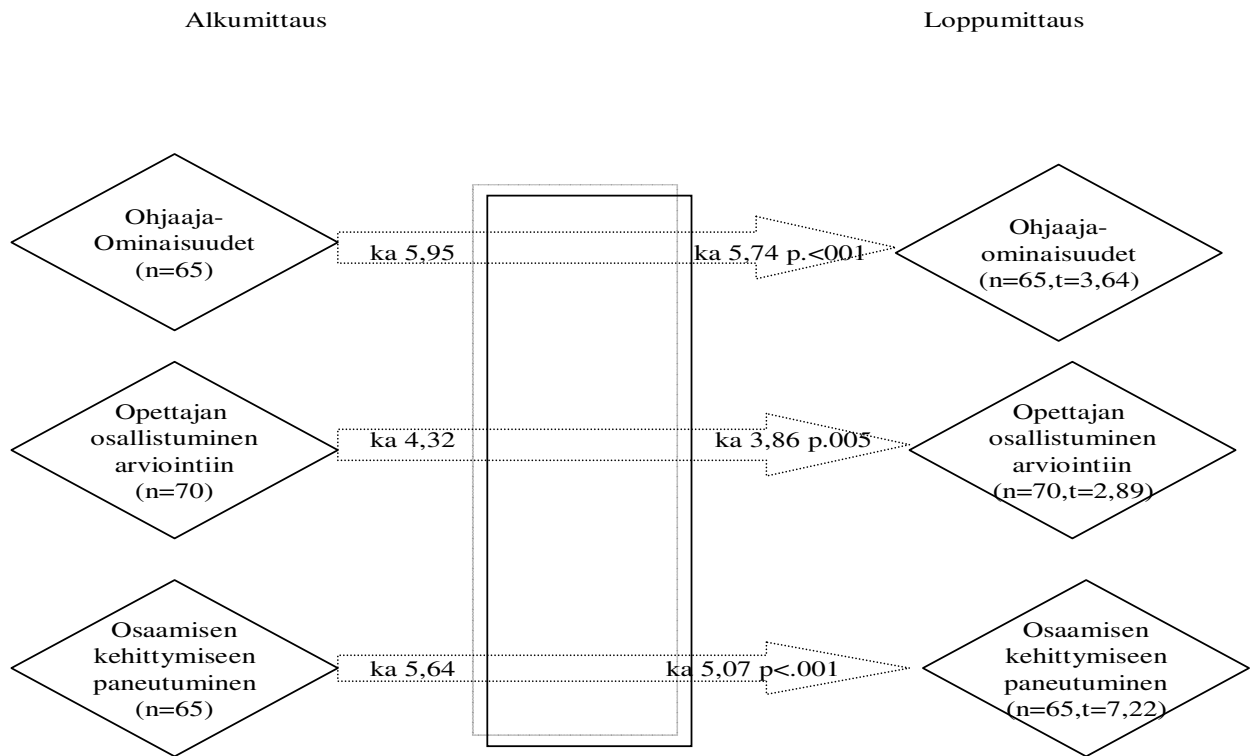 Alkumittaus
Loppumittaus
Ohjaaja-
Ominaisuudet
(n=65)
ka 5,95
ka 5,74 p.<001
Ohjaaja-
ominaisuudet
(n=65,t=3,64)
Opettajan
osallistuminen
arviointiin
(n=70)
ka 4,32
ka 3,86 p.005
Opettajan
osallistuminen
arviointiin
(n=70,t=2,89)
Osaamisen
kehittymiseen
paneutuminen
(n=65)
ka 5,64
ka 5,07 p<.001
Osaamisen
kehittymiseen
paneutuminen
(n=65,t=7,22)